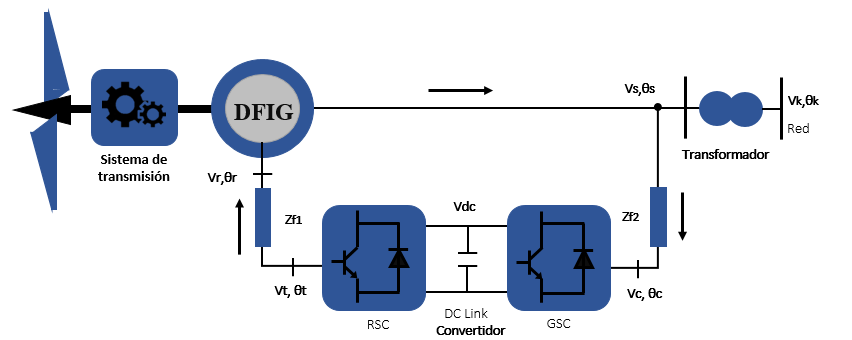 Vs,θs
DFIG
Vk,θk
Red
Sistema de
transmisión
Transformador
Vr,θr
Zf1
Vdc
Zf2
Vt, θt
Vc, θc
RSC
DC Link
Convertidor
GSC